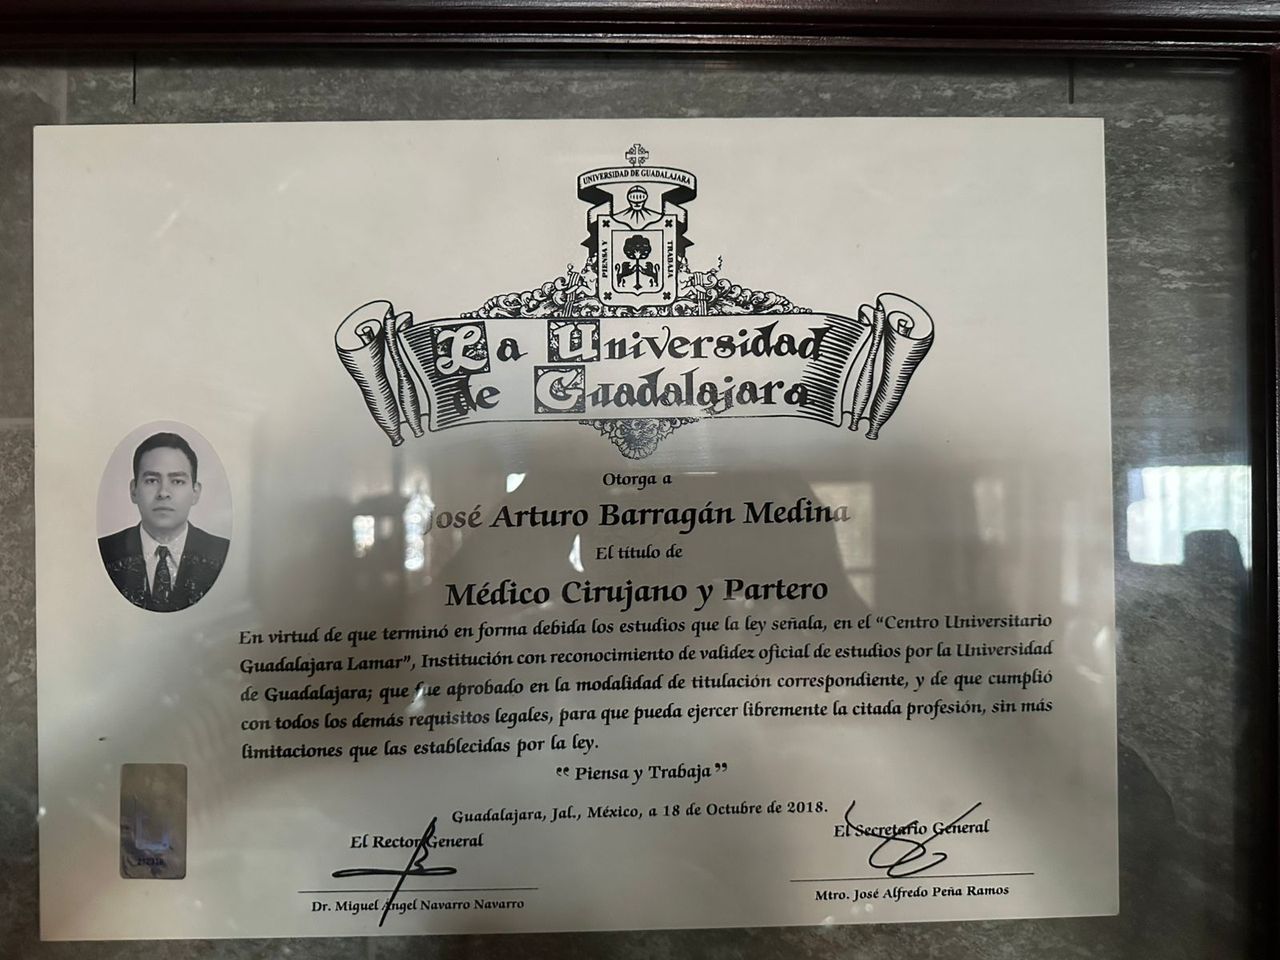 UNIVERSIDAD DE GUADALAJARA
PIENSA Y
TRABAJA
La Universidad
de Guadalajara
Otorga a
José Arturo Barragán Medina
El título de
Médico Cirujano y Partero
En virtud de que terminó en forma debida los estudios que la ley señala, en el “Centro Universitario
Guadalajara Lamar”, Institución con reconocimiento de validez oficial de estudios por la Universidad
de Guadalajara; que fue aprobado en la modalidad de titulación correspondiente, y de que cumplió
con todos los demás requisitos legales, para que pueda ejercer libremente la citada profesión, sin más
limitaciones que las establecidas por la ley.
“ Piensa y Trabaja ”
Guadalajara, Jal., México, a 18 de Octubre de 2018.
El Rector General
El Secretario General
Dr. Miguel Ángel Navarro Navarro
Mtro. José Alfredo Peña Ramos